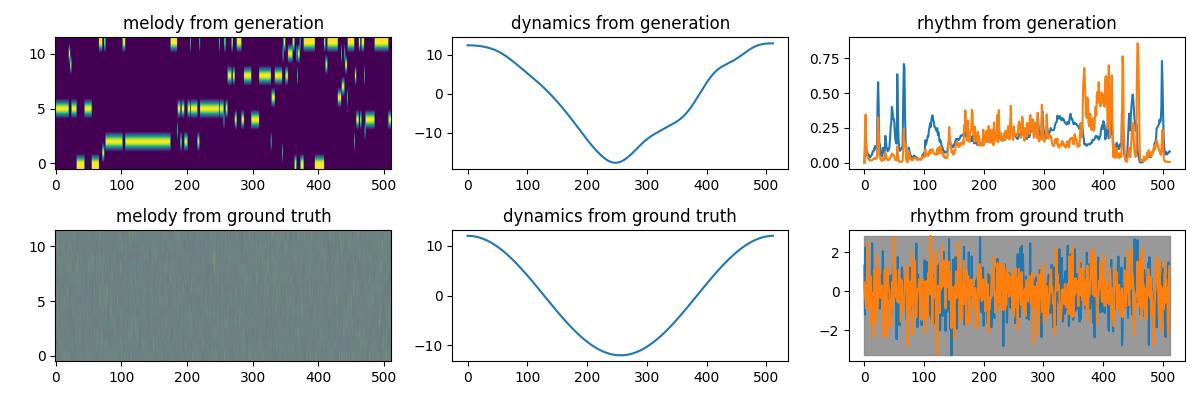 melody from generation
dynamics from generation
rhythm from generation
10
5
0
0 100 200 300 400 500
10
0
−10
0 100 200 300 400 500
0.75
0.50
0.25
0.00
0 100 200 300 400 500
melody from ground truth
dynamics from ground truth
rhythm from ground truth
10
5
0
0 100 200 300 400 500
10
0
−10
0 100 200 300 400 500
2
0
−2
0 100 200 300 400 500